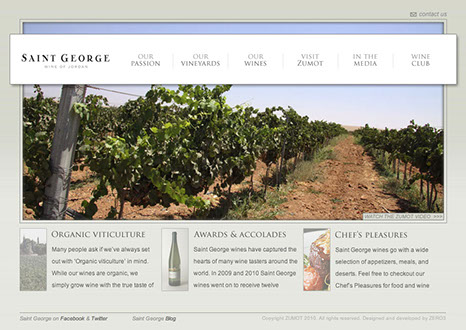 contact us
SAINT GEORGE
WINE OF JORDAN
OUR PASSION
OUR VINEYARDS
OUR WINES
VISIT ZUMOT
IN THE MEDIA
WINE CLUB
WATCH THE ZUMOT VIDEO >>>
ORGANIC VITICULTURE
Many people ask if we've always set
out with 'Organic viticulture' in mind.
While our wines are organic, we
simply grow wine with the true taste of
AWARDS & ACCOLADES
Saint George wines have captured the
hearts of many wine tasters around the
world. In 2009 and 2010 Saint George
wines went on to receive twelve
CHEF'S PLEASURES
Saint George wines go with a wide
selection of appetizers, meals, and
deserts. Feel free to checkout our
Chef's Pleasures for food and wine
Saint George on Facebook & Twitter
Saint George Blog
Copyright ZUMOT 2010. All rights reserved. Designed and developed by ZEROS